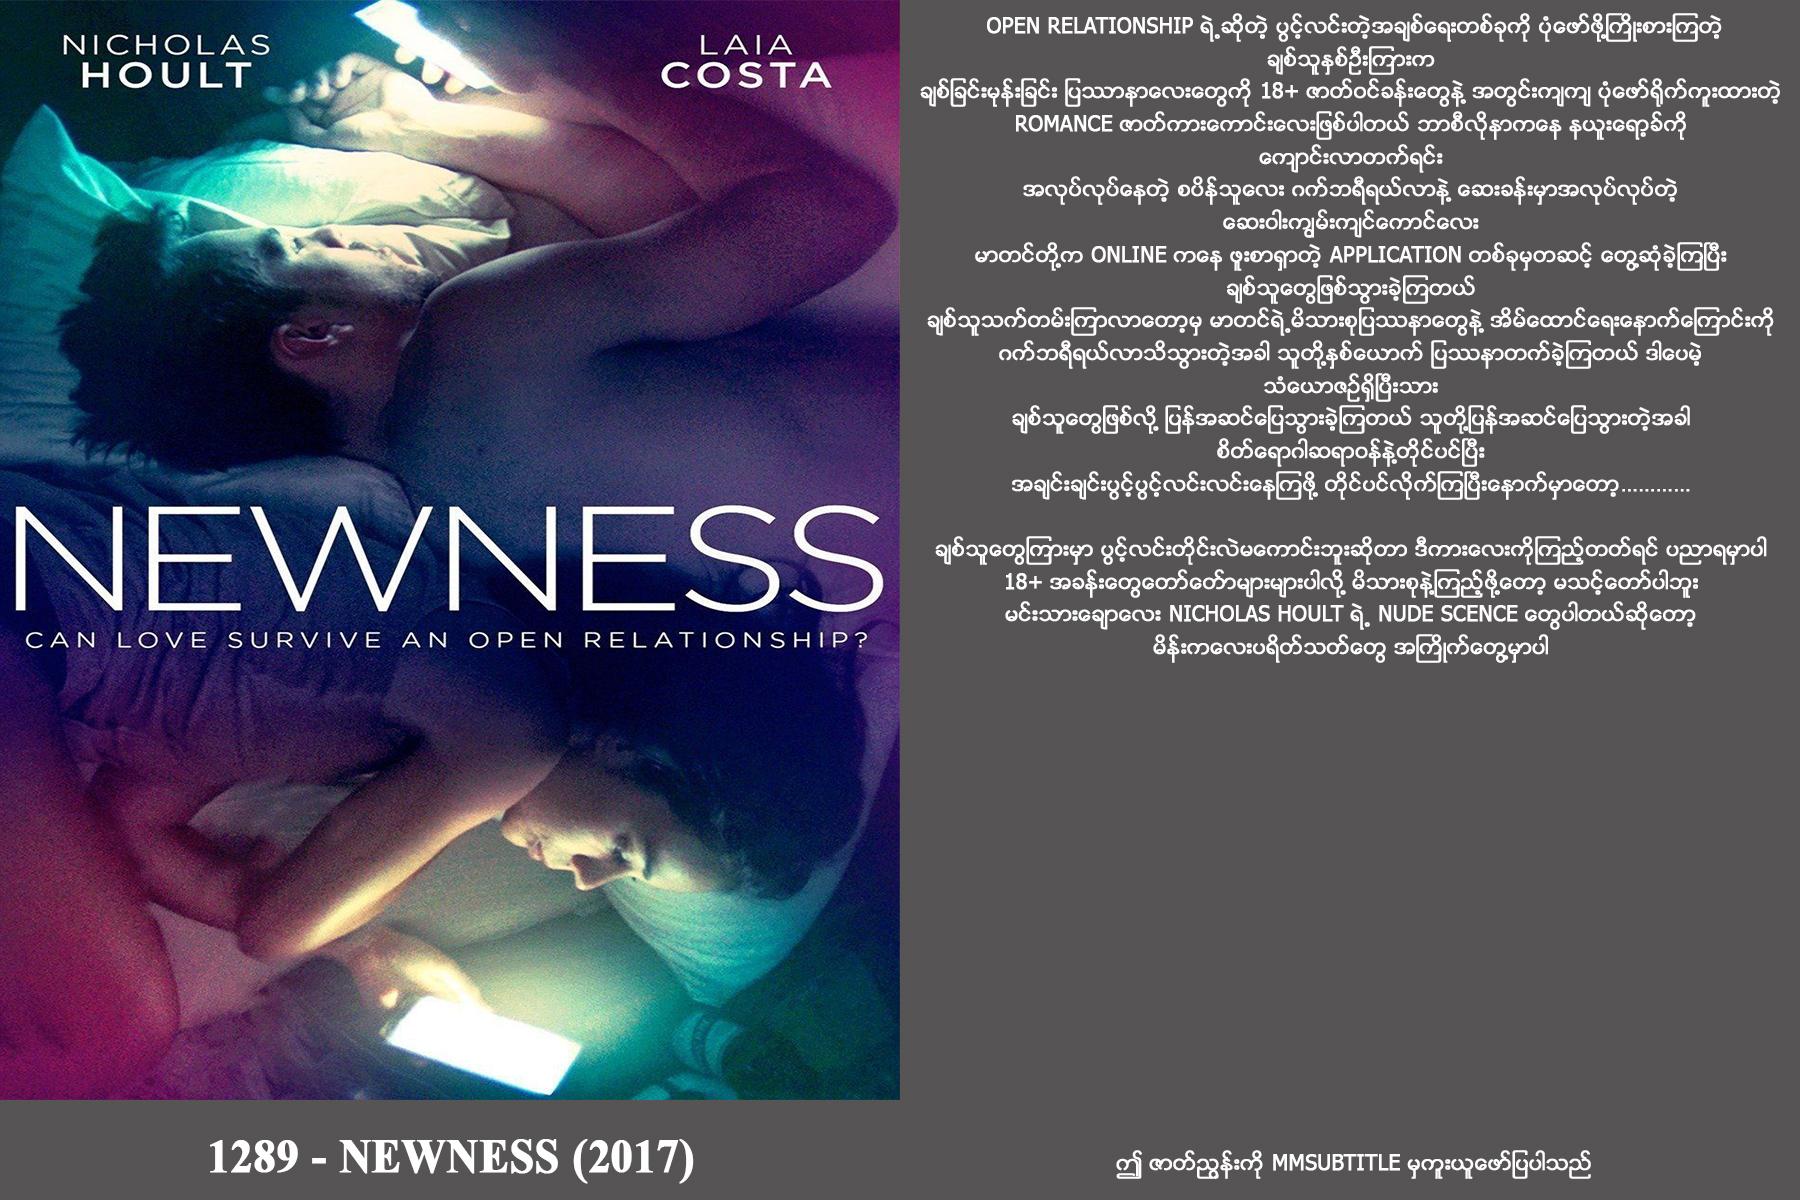 NICHOLAS
HOULT
LAIA
COSTA
NEWNESS
CAN LOVE SURVIVE AN OPEN RELATIONSHIP?
1289 - NEWNESS (2017)
OPEN RELATIONSHIP ရဲ့ဆိုတဲ့ ပွင့်လင်းတဲ့အချစ်ရေးတစ်ခုကို ပုံဖော်ဖို့ကြိုးစားကြတဲ့
ချစ်သူနှစ်ဦးကြားက
ချစ်ခြင်းမုန်းခြင်း ပြဿာနာလေးတွေကို 18+ ဇာတ်ဝင်ခန်းတွေနဲ့ အတွင်းကျကျ ပုံဖော်ရိုက်ကူးထားတဲ့
ROMANCE ဇာတ်ကားကောင်းလေးဖြစ်ပါတယ် ဘာစီလိုနာကနေ နယူးရော့ခ်ကို
ကျောင်းလာတက်ရင်း
အလုပ်လုပ်နေတဲ့ စပိန်သူလေး ဂက်ဘရီရယ်လာနဲ့ ဆေးခန်းမှာအလုပ်လုပ်တဲ့
ဆေးဝါးကျွမ်းကျင်ကောင်လေး
မာတင်တို့က ONLINE ကနေ ဖူးစာရှာတဲ့ APPLICATION တစ်ခုမှတဆင့် တွေ့ဆုံခဲ့ကြပြီး
ချစ်သူတွေဖြစ်သွားခဲ့ကြတယ်
ချစ်သူသက်တမ်းကြာလာတော့မှ မာတင်ရဲ့မိသားစုပြဿနာတွေနဲ့ အိမ်ထောင်ရေးနောက်ကြောင်းကို
ဂက်ဘရီရယ်လာသိသွားတဲ့အခါ သူတို့နှစ်ယောက် ပြဿနာတက်ခဲ့ကြတယ် ဒါပေမဲ့
သံယောဇဉ်ရှိပြီးသား
ချစ်သူတွေဖြစ်လို့ ပြန်အဆင်ပြေသွားခဲ့ကြတယ် သူတို့ပြန်အဆင်ပြေသွားတဲ့အခါ
စိတ်ရောဂါဆရာဝန်နဲ့တိုင်ပင်ပြီး
အချင်းချင်းပွင့်ပွင့်လင်းလင်းနေကြဖို့ တိုင်ပင်လိုက်ကြပြီးနောက်မှာတော့............
ချစ်သူတွေကြားမှာ ပွင့်လင်းတိုင်းလဲမကောင်းဘူးဆိုတာ ဒီကားလေးကိုကြည့်တတ်ရင် ပညာရမှာပါ
18+ အခန်းတွေတော်တော်များများပါလို့ မိသားစုနဲ့ကြည့်ဖို့တော့ မသင့်တော်ပါဘူး
မင်းသားချောလေး NICHOLAS HOULT ရဲ့ NUDE SCENCE တွေပါတယ်ဆိုတော့
မိန်းကလေးပရိတ်သတ်တွေ အကြိုက်တွေ့မှာပါ
ဤ ဇာတ်ညွှန်းကို MMSUBTITLE မှကူးယူဖော်ပြပါသည်